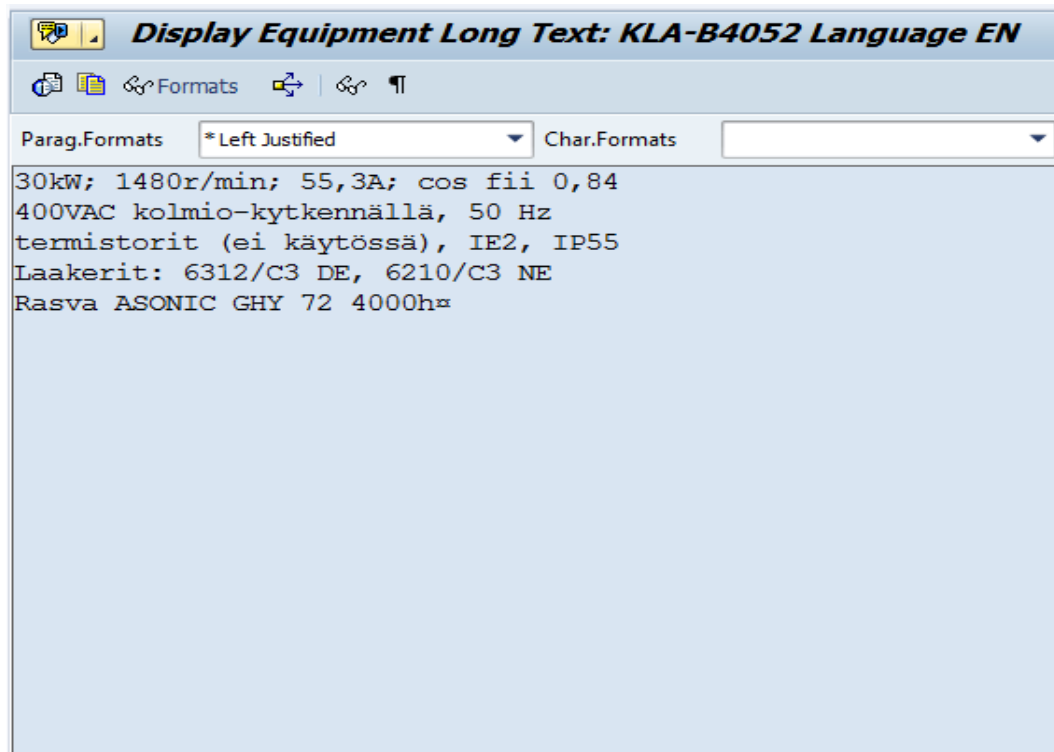 Display Equipment Long Text: KLA-B4052 Language EN
Formats
Parag.Formats * Left Justified Char.Formats
30kW; 1480r/min; 55,3A; cos fii 0,84
400VAC kolmio-kytkennällä, 50 Hz
termistorit (ei käytössä), IE2, IP55
Laakerit: 6312/C3 DE, 6210/C3 NE
Rasva ASONIC GHY 72 4000h¤